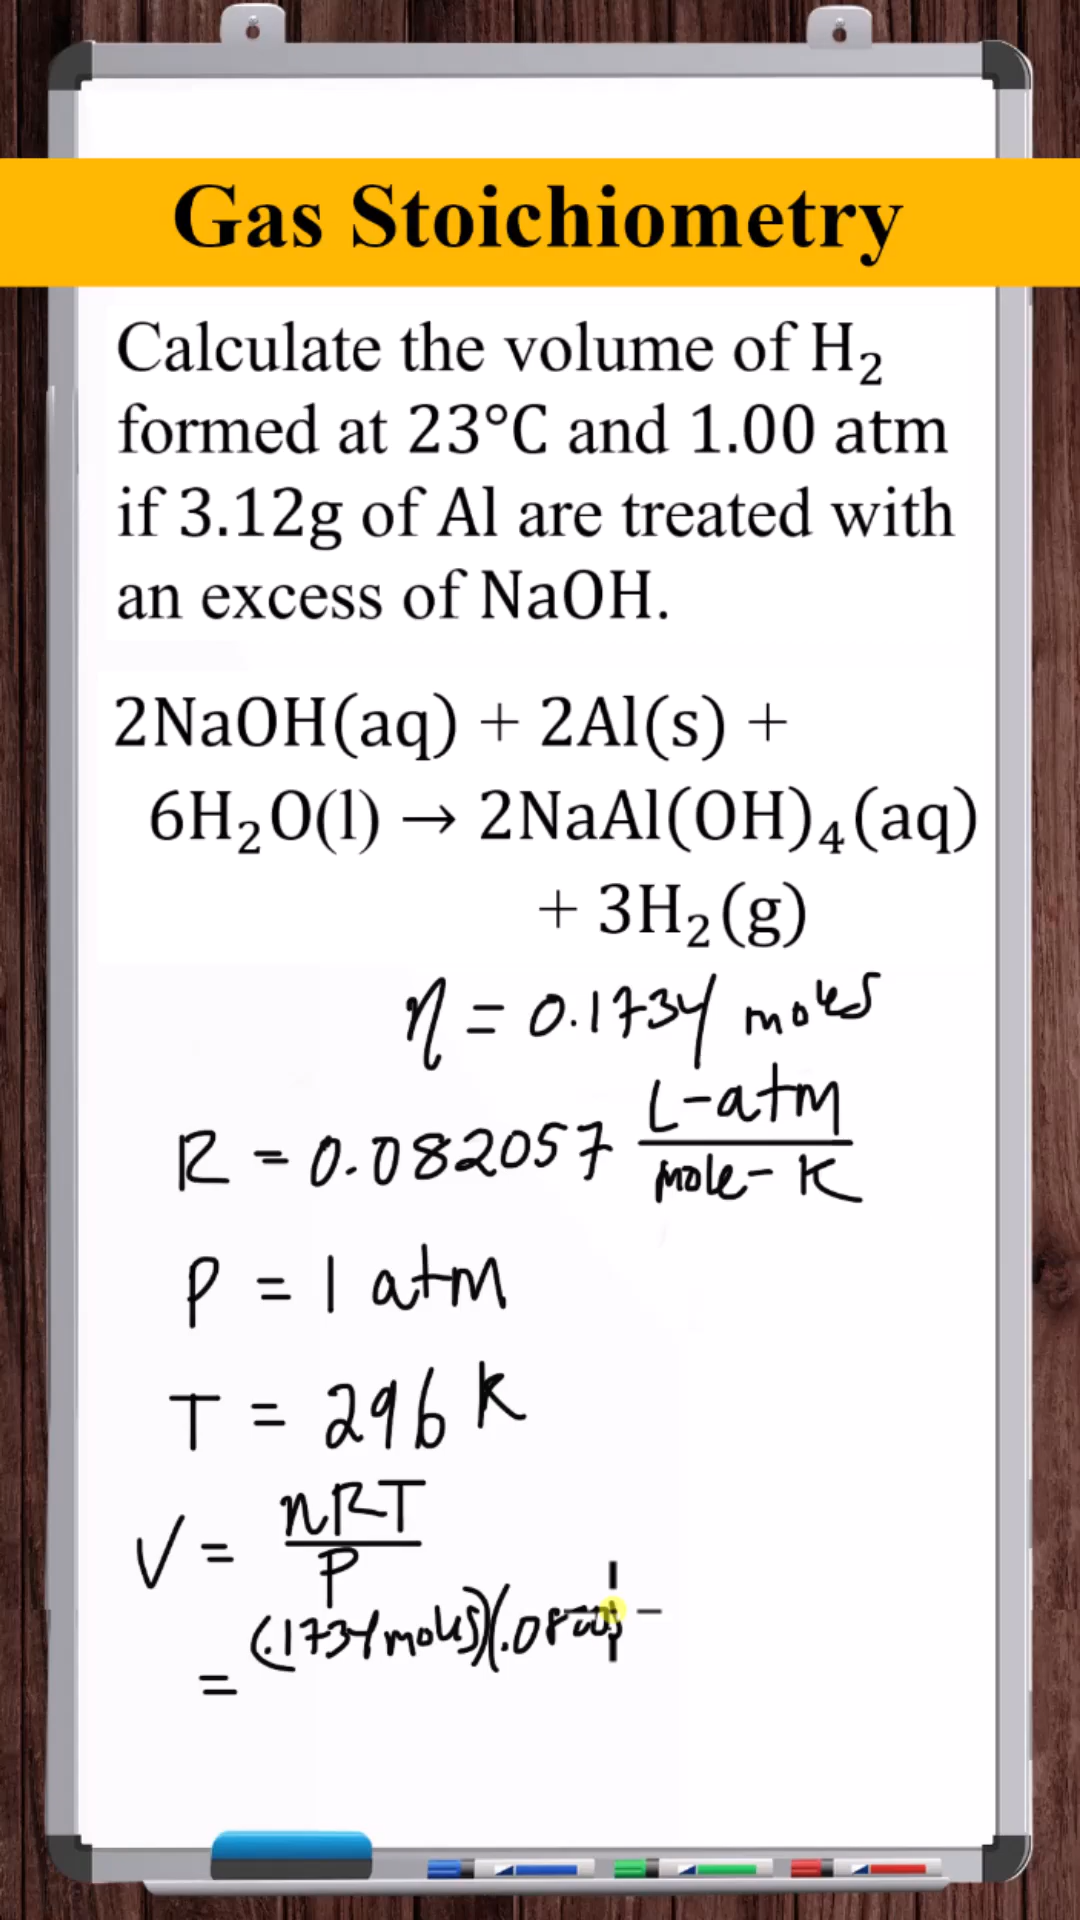 Gas Stoichiometry
Calculate the volume of H₂
formed at 23°C and 1.00 atm
if 3.12g of Al are treated with
an excess of NaOH.
2NaOH(aq) + 2Al(s) +
6H₂O(l) → 2NaAl(OH)₄(aq)
+ 3H₂(g)
η = 0.1734 moles
R = 0.082057 L-atm
mole-K
P = 1 atm
T = 296 K
V = nRT
P
= (.1734 moles)(.08